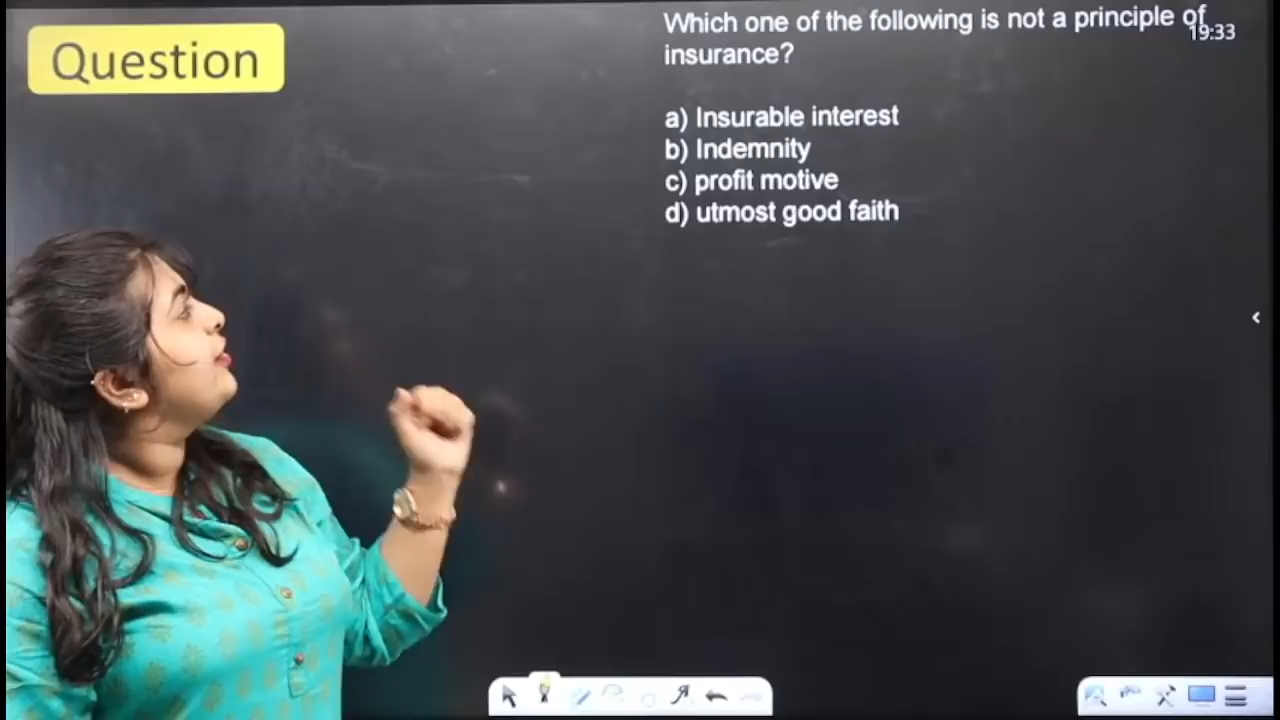 Question
Which one of the following is not a principle of
19:33
insurance?
a) Insurable interest
b) Indemnity
c) profit motive
d) utmost good faith